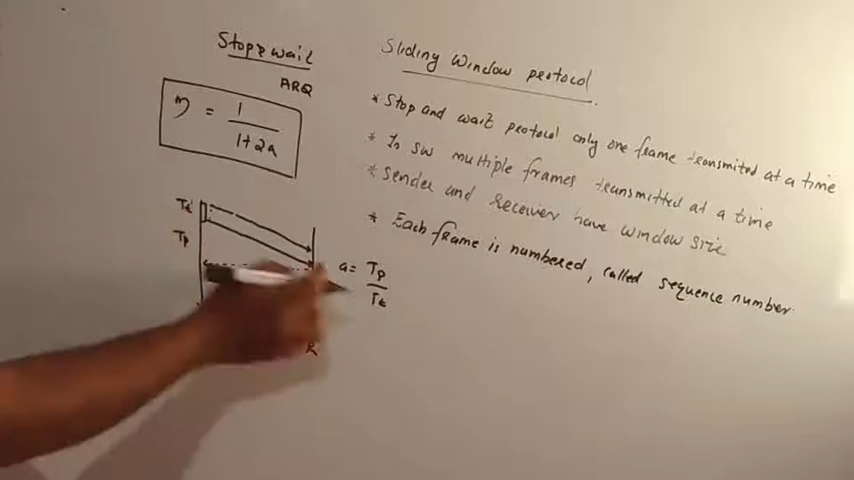 Stop & wait
ARQ
η = 1 / 1+2a
Tt
Tp
a = Tp / Tt
R
Sliding Window protocol
* Stop and wait protocol only one frame transmited at a time
* In SW multiple frames transmitted at a time
* Sender and Receiver have window size
* Each frame is numbered, called sequence number.